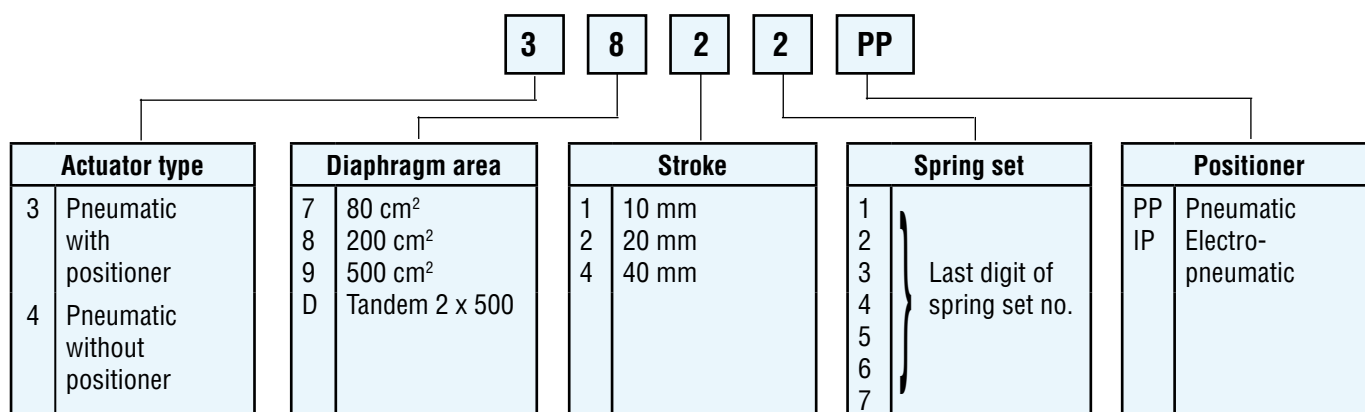 3 8 2 2 PP
Actuator type
3 Pneumatic
with
positioner
4 Pneumatic
without
positioner
Diaphragm area
7 80 cm²
8 200 cm²
9 500 cm²
D Tandem 2 x 500
Stroke
1 10 mm
2 20 mm
4 40 mm
Spring set
1
2
3 Last digit of
4 spring set no.
5
6
7
Positioner
PP Pneumatic
IP Electro-
pneumatic